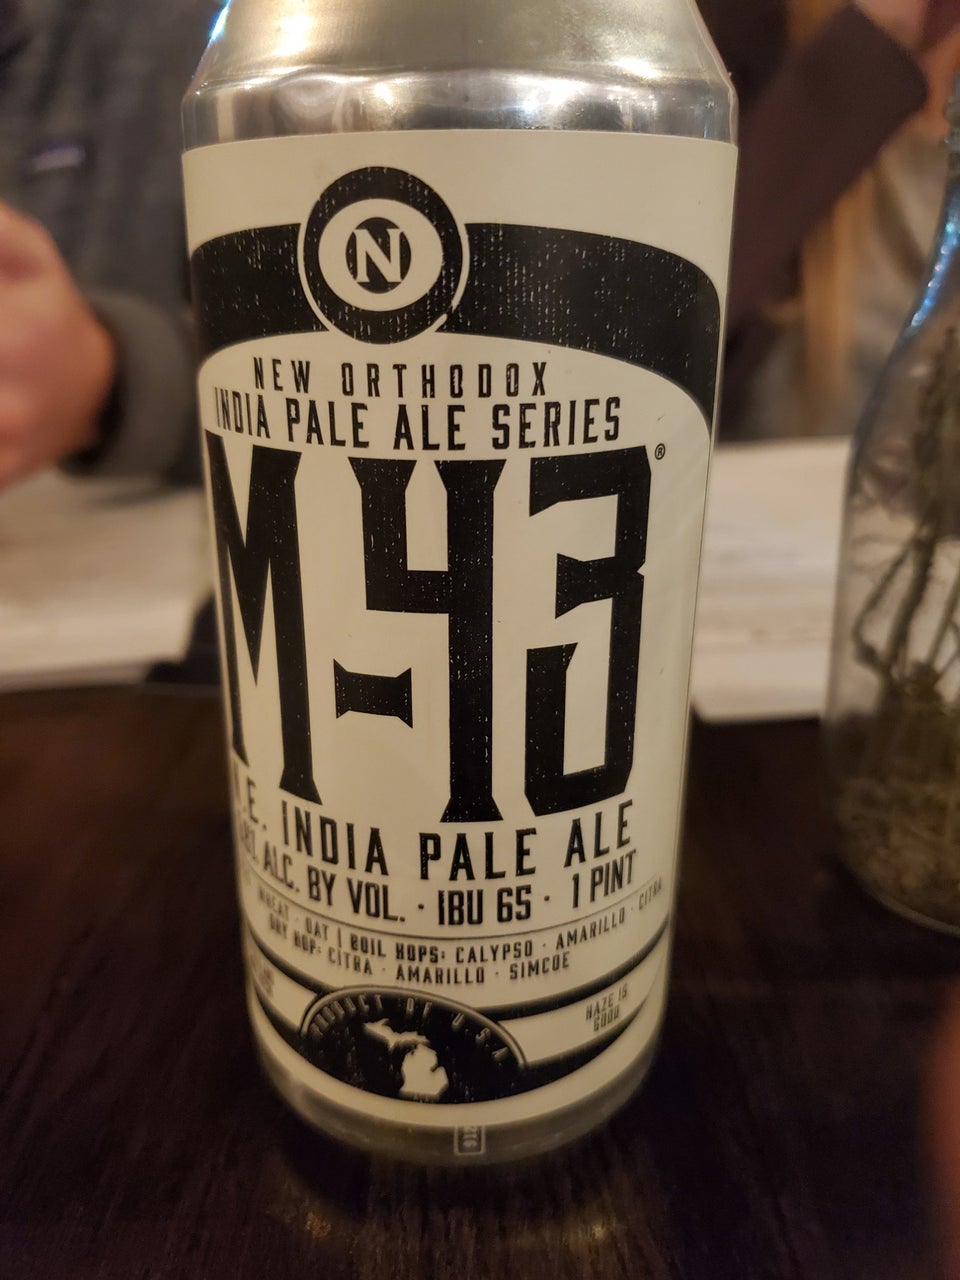 N
NEW ORTHODOX
INDIA PALE ALE SERIES
M-43®
.E. INDIA PALE ALE
ALC. BY VOL. · IBU 65 · 1 PINT
WHEAT · OAT | BOIL HOPS: CALYPSO · AMARILLO · CITRA
DRY HOP: CITRA · AMARILLO · SIMCOE
PRODUCT OF USA
HAZE IS
GOOD